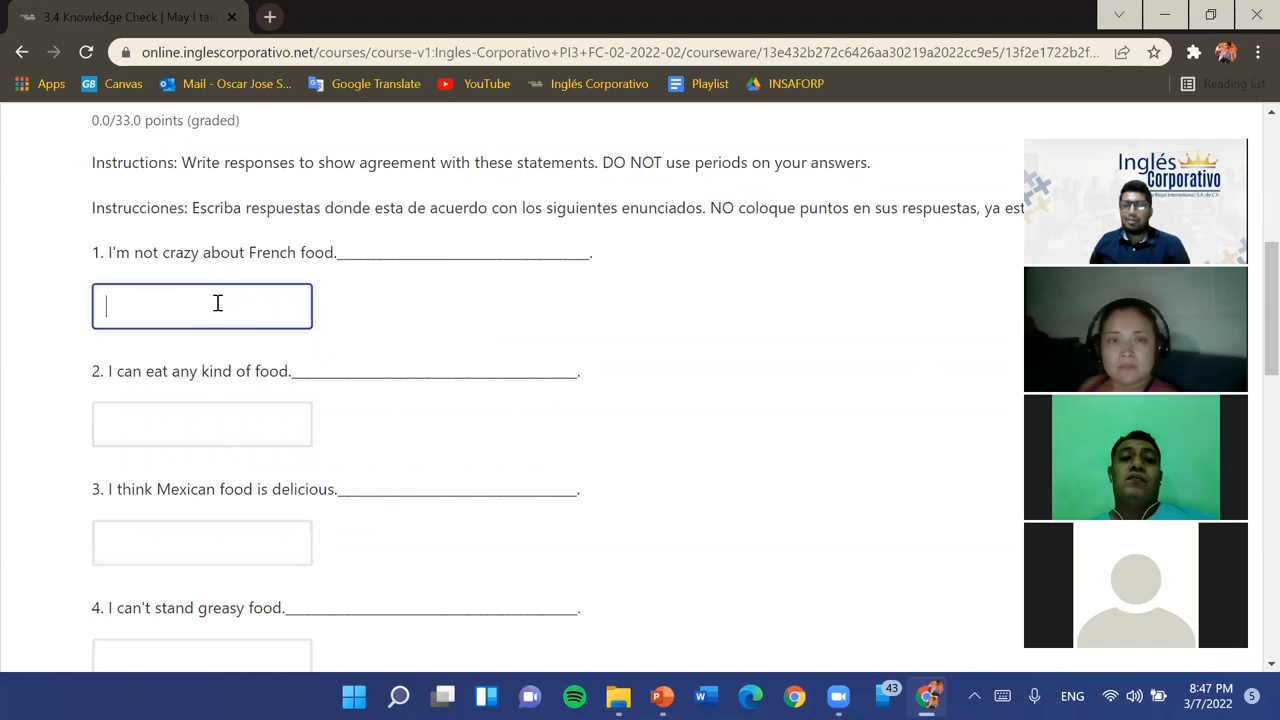 3.4 Knowledge Check | May I tak
online.inglescorporativo.net/courses/course-v1:Ingles-Corporativo+PI3+FC-02-2022-02/courseware/13e432b272c6426aa30219a2022cc9e5/13f2e1722b2f...
Apps GB Canvas Mail - Oscar Jose S... Google Translate YouTube Inglés Corporativo Playlist INSAFORP Reading list
0.0/33.0 points (graded)
Instructions: Write responses to show agreement with these statements. DO NOT use periods on your answers.
Instrucciones: Escriba respuestas donde esta de acuerdo con los siguientes enunciados. NO coloque puntos en sus respuestas, ya est
1. I'm not crazy about French food.______________________________.
2. I can eat any kind of food.__________________________________.
3. I think Mexican food is delicious.____________________________.
4. I can't stand greasy food.___________________________________.
Inglés
Corporativo
43
ENG
8:47 PM
3/7/2022
5